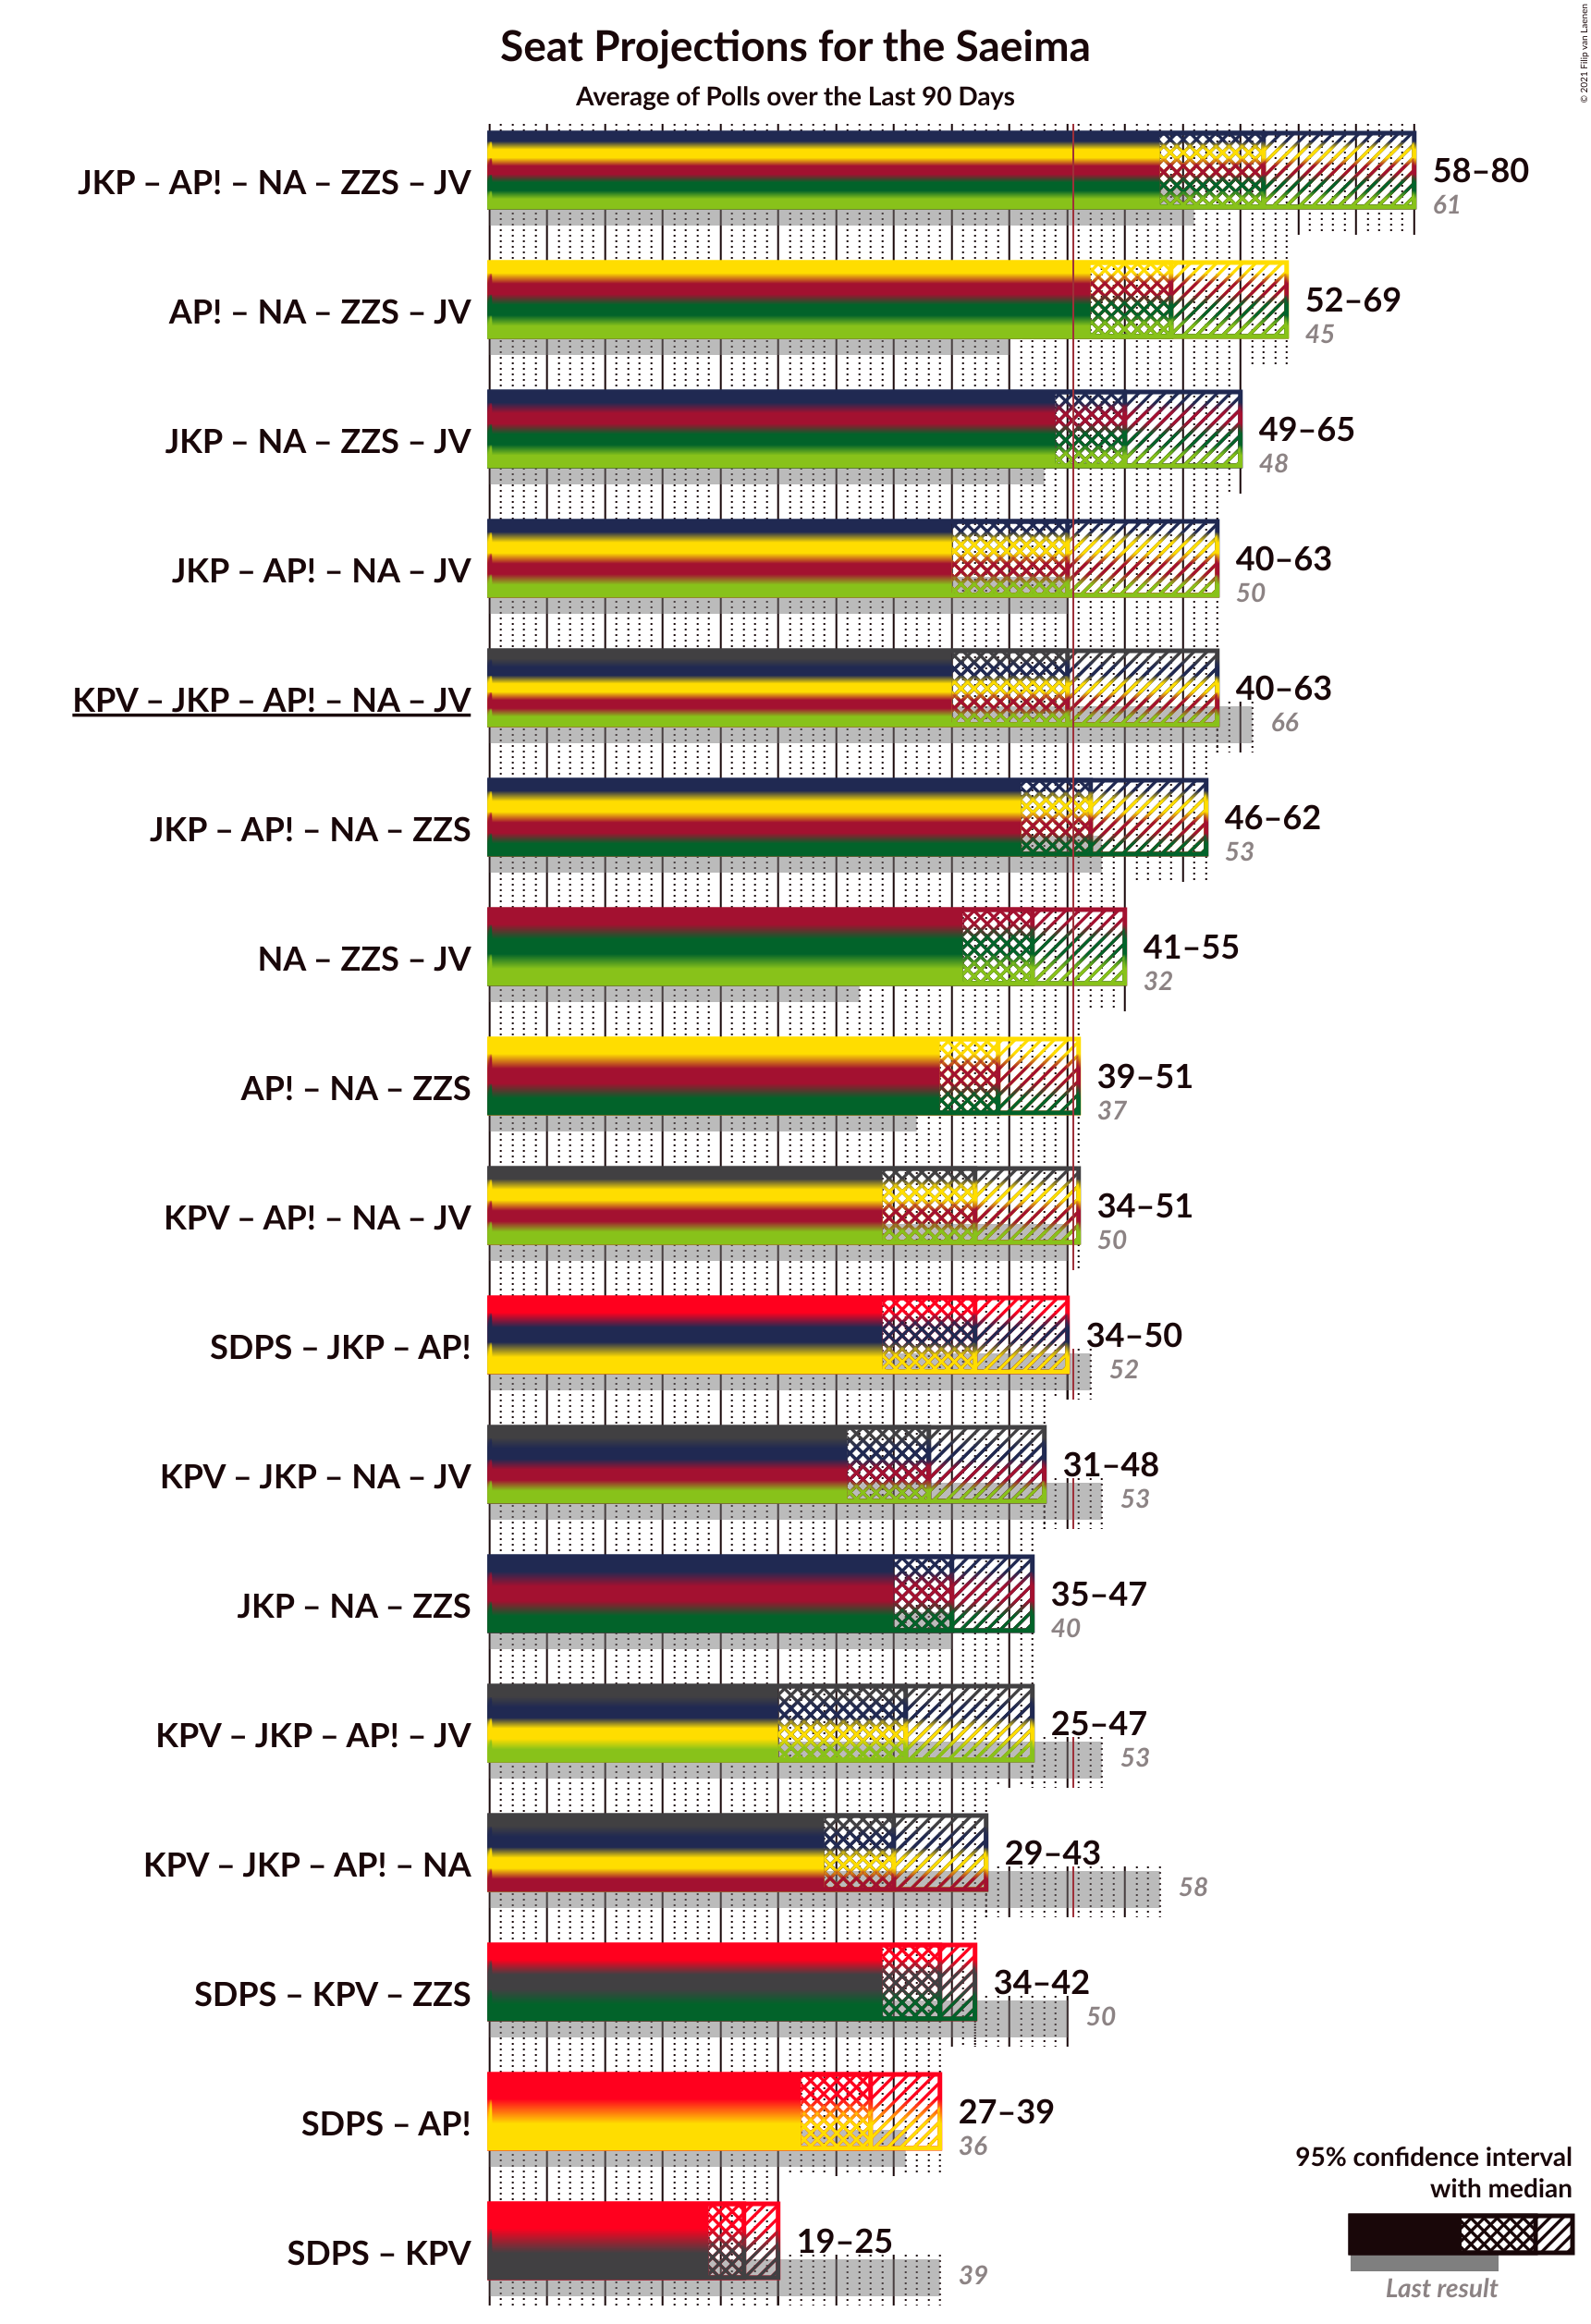 © 2021 Filip van Laenen
Seat Projections for the Saeima
Average of Polls over the Last 90 Days
JKP – AP! – NA – ZZS – JV
58–80
61
AP! – NA – ZZS – JV
52–69
45
JKP – NA – ZZS – JV
49–65
48
JKP – AP! – NA – JV
40–63
50
KPV – JKP – AP! – NA – JV
40–63
66
JKP – AP! – NA – ZZS
46–62
53
NA – ZZS – JV
41–55
32
AP! – NA – ZZS
39–51
37
KPV – AP! – NA – JV
34–51
50
SDPS – JKP – AP!
34–50
52
KPV – JKP – NA – JV
31–48
53
JKP – NA – ZZS
35–47
40
KPV – JKP – AP! – JV
25–47
53
KPV – JKP – AP! – NA
29–43
58
SDPS – KPV – ZZS
34–42
50
SDPS – AP!
27–39
36
SDPS – KPV
19–25
39
95% confidence interval
with median
Last result